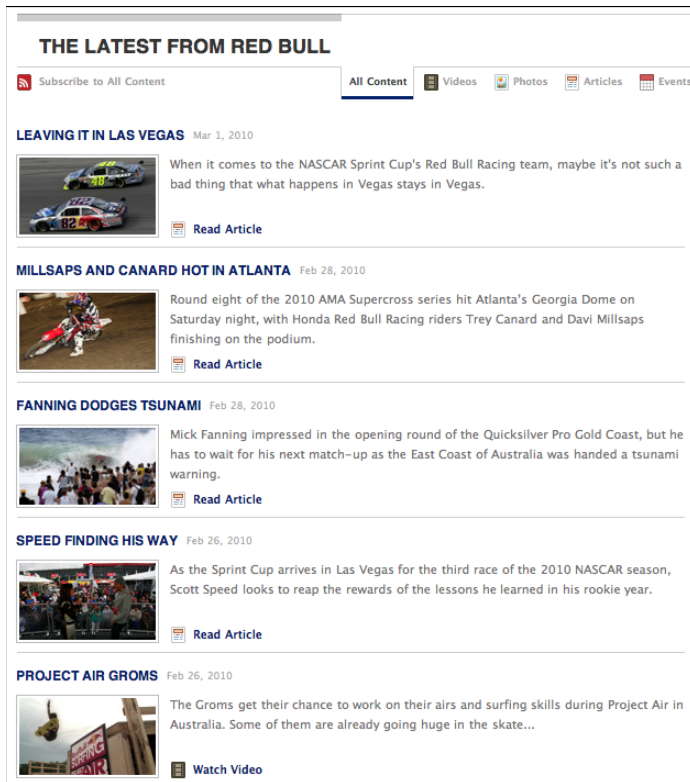 THE LATEST FROM RED BULL
Subscribe to All Content
All Content Videos Photos Articles Events
LEAVING IT IN LAS VEGAS Mar 1, 2010
When it comes to the NASCAR Sprint Cup's Red Bull Racing team, maybe it's not such a
bad thing that what happens in Vegas stays in Vegas.
48
82
Read Article
MILLSAPS AND CANARD HOT IN ATLANTA Feb 28, 2010
Round eight of the 2010 AMA Supercross series hit Atlanta's Georgia Dome on
Saturday night, with Honda Red Bull Racing riders Trey Canard and Davi Millsaps
finishing on the podium.
Read Article
FANNING DODGES TSUNAMI Feb 28, 2010
Mick Fanning impressed in the opening round of the Quicksilver Pro Gold Coast, but he
has to wait for his next match-up as the East Coast of Australia was handed a tsunami
warning.
Read Article
SPEED FINDING HIS WAY Feb 26, 2010
As the Sprint Cup arrives in Las Vegas for the third race of the 2010 NASCAR season,
Scott Speed looks to reap the rewards of the lessons he learned in his rookie year.
Read Article
PROJECT AIR GROMS Feb 26, 2010
The Groms get their chance to work on their airs and surfing skills during Project Air in
Australia. Some of them are already going huge in the skate...
SURFING
AIR
Watch Video